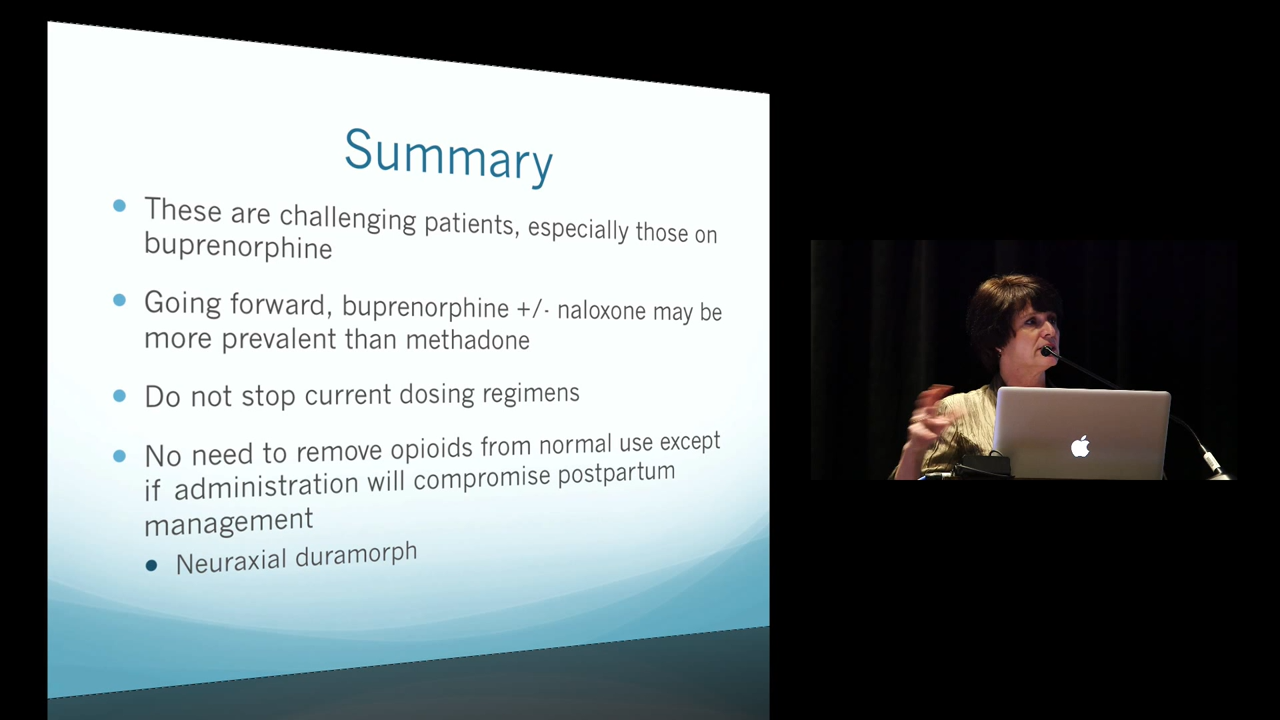 Summary
These are challenging patients, especially those on
buprenorphine
Going forward, buprenorphine +/- naloxone may be
more prevalent than methadone
Do not stop current dosing regimens
No need to remove opioids from normal use except
if administration will compromise postpartum
management
Neuraxial duramorph